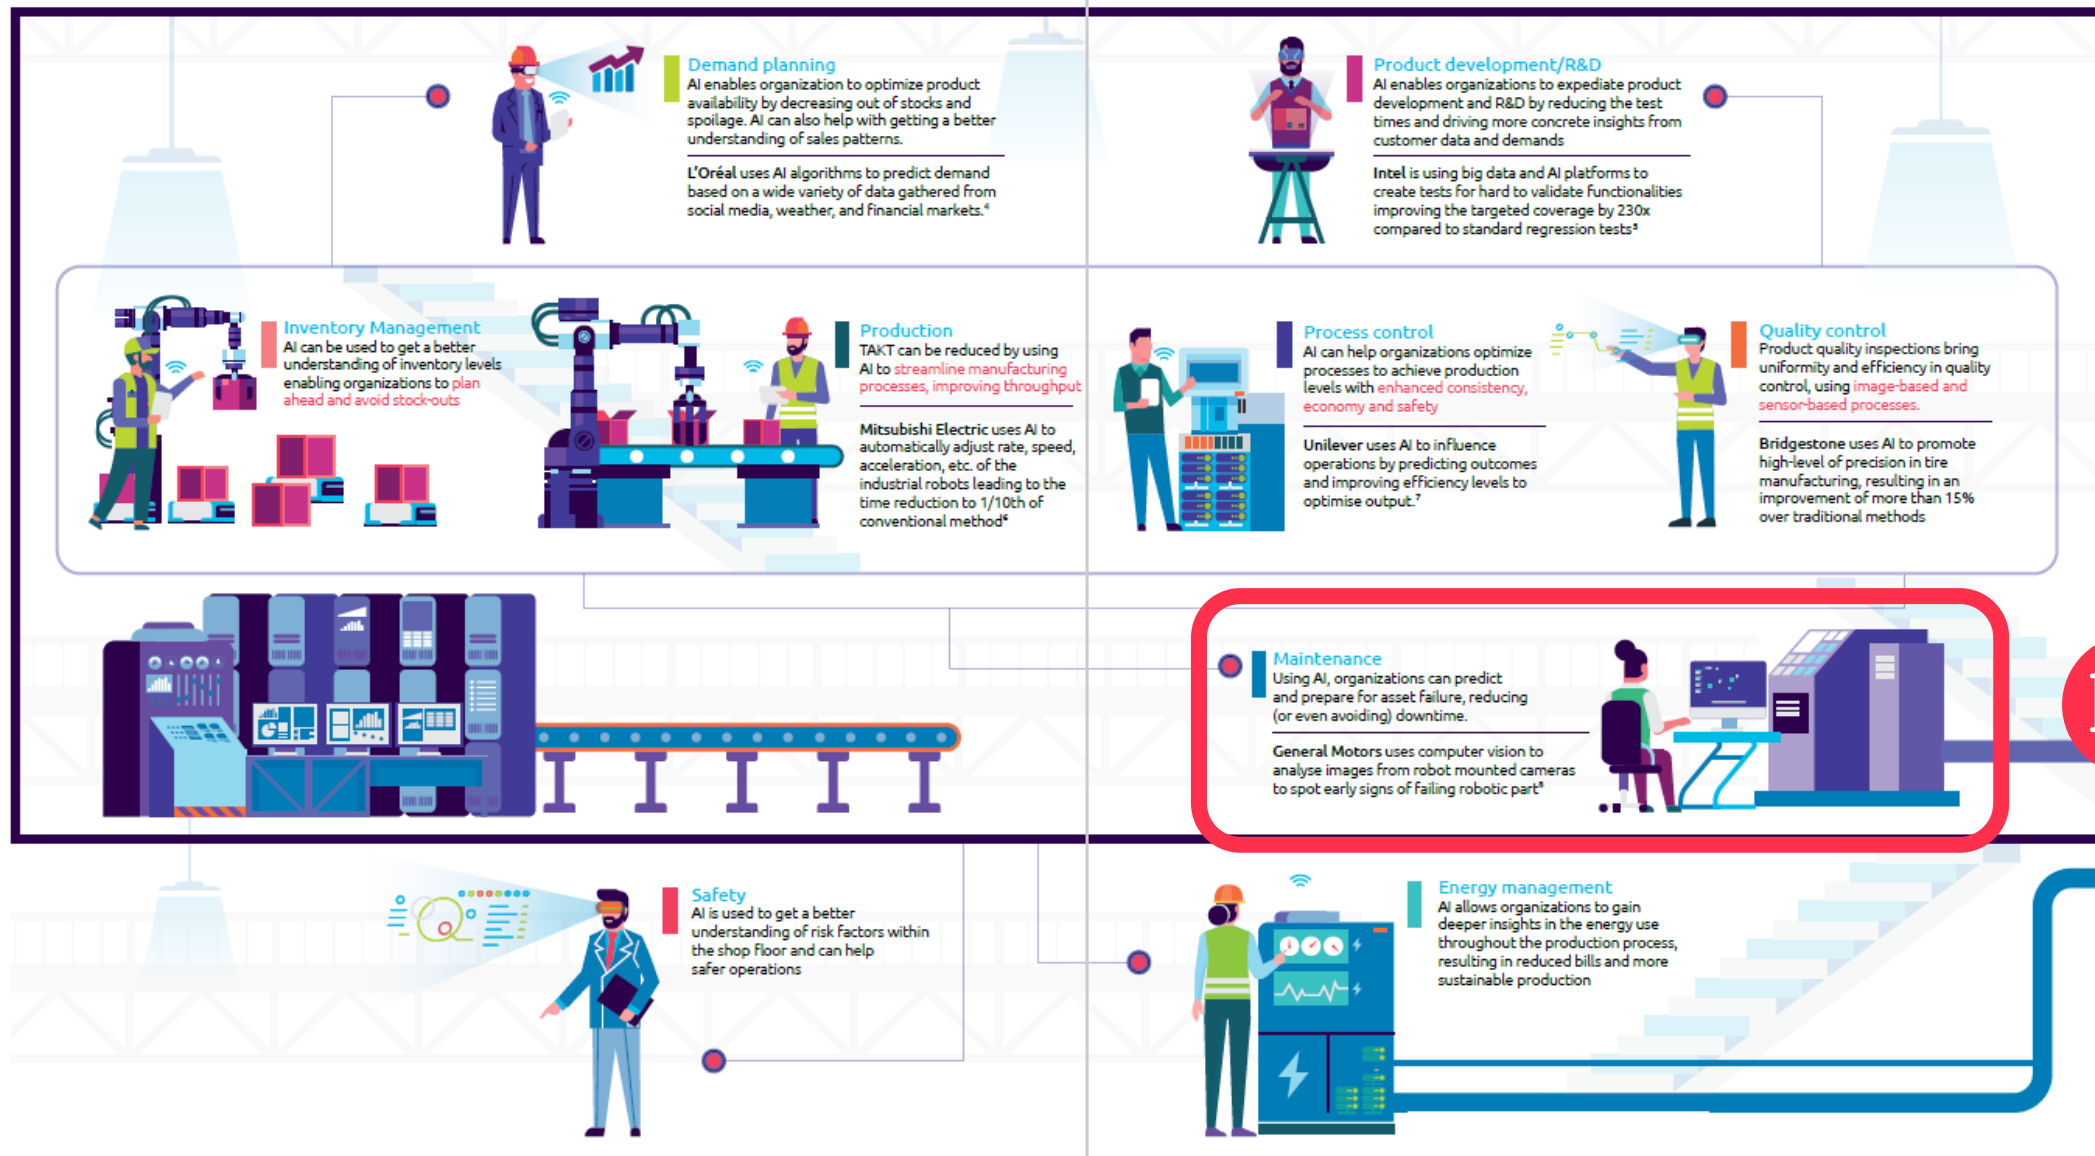 Demand planning
AI enables organization to optimize product
availability by decreasing out of stocks and
spoilage. AI can also help with getting a better
understanding of sales patterns.
L'Oréal uses AI algorithms to predict demand
based on a wide variety of data gathered from
social media, weather, and financial markets.⁴
Product development/R&D
AI enables organizations to expediate product
development and R&D by reducing the test
times and driving more concrete insights from
customer data and demands
Intel is using big data and AI platforms to
create tests for hard to validate functionalities
improving the targeted coverage by 230x
compared to standard regression tests⁵
Inventory Management
AI can be used to get a better
understanding of inventory levels
enabling organizations to plan
ahead and avoid stock-outs
Production
TAKT can be reduced by using
AI to streamline manufacturing
processes, improving throughput
Mitsubishi Electric uses AI to
automatically adjust rate, speed,
acceleration, etc. of the
industrial robots leading to the
time reduction to 1/10th of
conventional method⁶
Process control
AI can help organizations optimize
processes to achieve production
levels with enhanced consistency,
economy and safety
Unilever uses AI to influence
operations by predicting outcomes
and improving efficiency levels to
optimise output.⁷
Quality control
Product quality inspections bring
uniformity and efficiency in quality
control, using image-based and
sensor-based processes.
Bridgestone uses AI to promote
high-level of precision in tire
manufacturing, resulting in an
improvement of more than 15%
over traditional methods
Maintenance
Using AI, organizations can predict
and prepare for asset failure, reducing
(or even avoiding) downtime.
General Motors uses computer vision to
analyse images from robot mounted cameras
to spot early signs of failing robotic part⁸
Safety
AI is used to get a better
understanding of risk factors within
the shop floor and can help
safer operations
Energy management
AI allows organizations to gain
deeper insights in the energy use
throughout the production process,
resulting in reduced bills and more
sustainable production